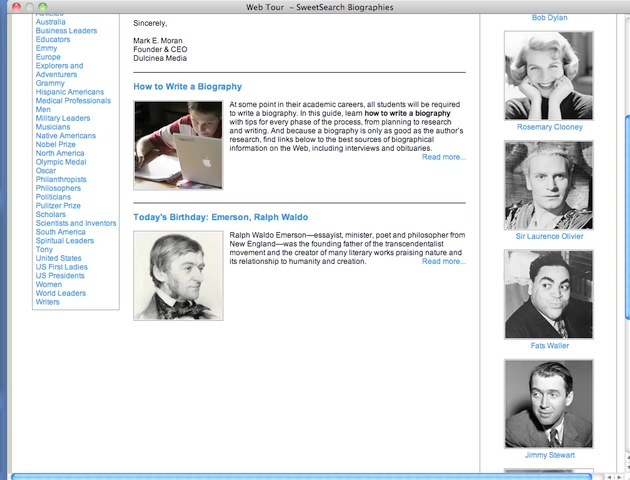 Web Tour - SweetSearch Biographies
Australia
Business Leaders
Educators
Emmy
Europe
Explorers and
Adventurers
Grammy
Hispanic Americans
Medical Professionals
Men
Military Leaders
Musicians
Native Americans
Nobel Prize
North America
Olympic Medal
Oscar
Philanthropists
Philosophers
Politicians
Pulitzer Prize
Scholars
Scientists and Inventors
South America
Spiritual Leaders
Tony
United States
US First Ladies
US Presidents
Women
World Leaders
Writers
Sincerely,
Mark E. Moran
Founder & CEO
Dulcinea Media
How to Write a Biography
At some point in their academic careers, all students will be required
to write a biography. In this guide, learn how to write a biography
with tips for every phase of the process, from planning to research
and writing. And because a biography is only as good as the author's
research, find links below to the best sources of biographical
information on the Web, including interviews and obituaries.
Read more...
Today's Birthday: Emerson, Ralph Waldo
Ralph Waldo Emerson—essayist, minister, poet and philosopher from
New England—was the founding father of the transcendentalist
movement and the creator of many literary works praising nature and
its relationship to humanity and creation. Read more...
Bob Dylan
Rosemary Clooney
Sir Laurence Olivier
Fats Waller
Jimmy Stewart